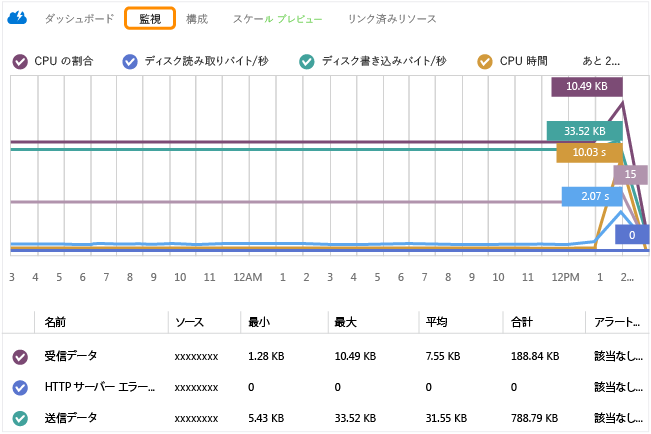 ダッシュボード 監視 構成 スケール プレビュー リンク済みリソース
CPU の割合 ディスク読み取りバイト/秒 ディスク書き込みバイト/秒 CPU 時間 あと 2...
10.49 KB
33.52 KB
10.03 s
15
2.07 s
0
3 4 5 6 7 8 9 10 11 12AM 1 2 3 4 5 6 7 8 9 10 11 12PM 1 2...
名前 ソース 最小 最大 平均 合計 アラート...
受信データ xxxxxxxx 1.28 KB 10.49 KB 7.55 KB 188.84 KB 該当なし...
HTTP サーバー エラー... xxxxxxxx 0 0 0 0 該当なし...
送信データ xxxxxxxx 5.43 KB 33.52 KB 31.55 KB 788.79 KB 該当なし...